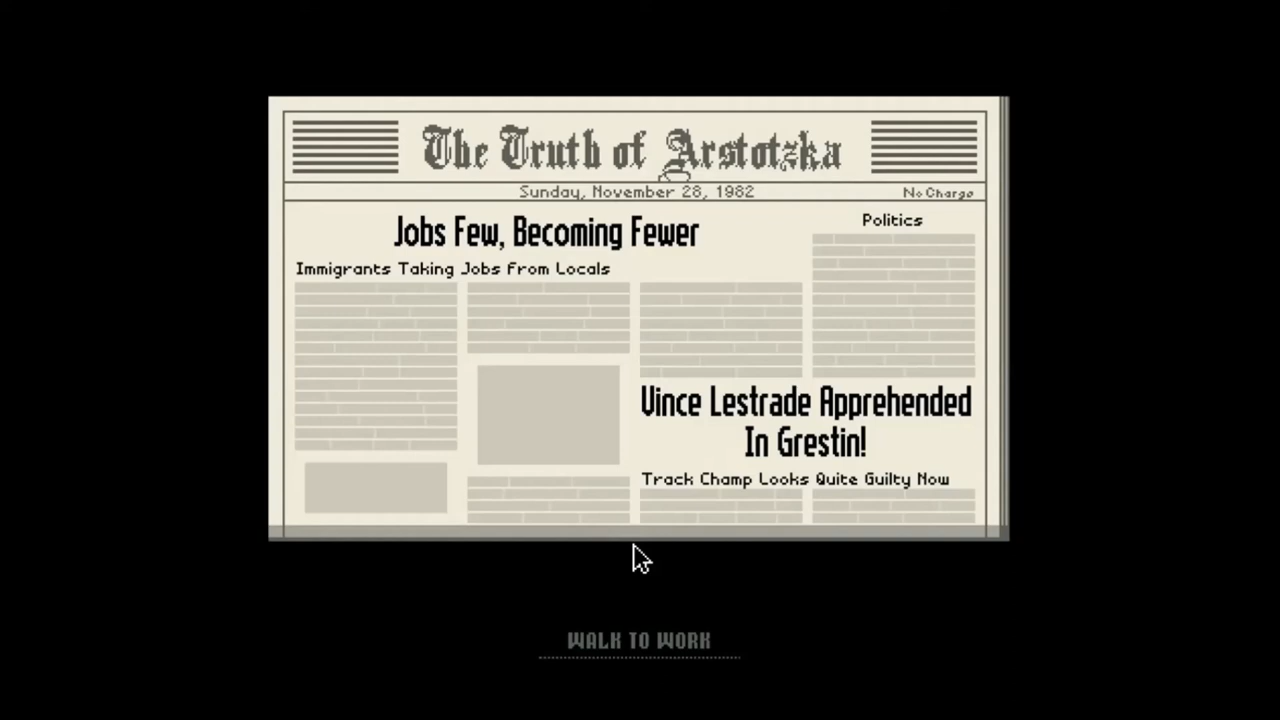 The Truth of Arstotzka
Sunday, November 28, 1982
No Charge
Jobs Few, Becoming Fewer
Immigrants Taking Jobs From Locals
Politics
Vince Lestrade Apprehended
In Grestin!
Track Champ Looks Quite Guilty Now
WALK TO WORK